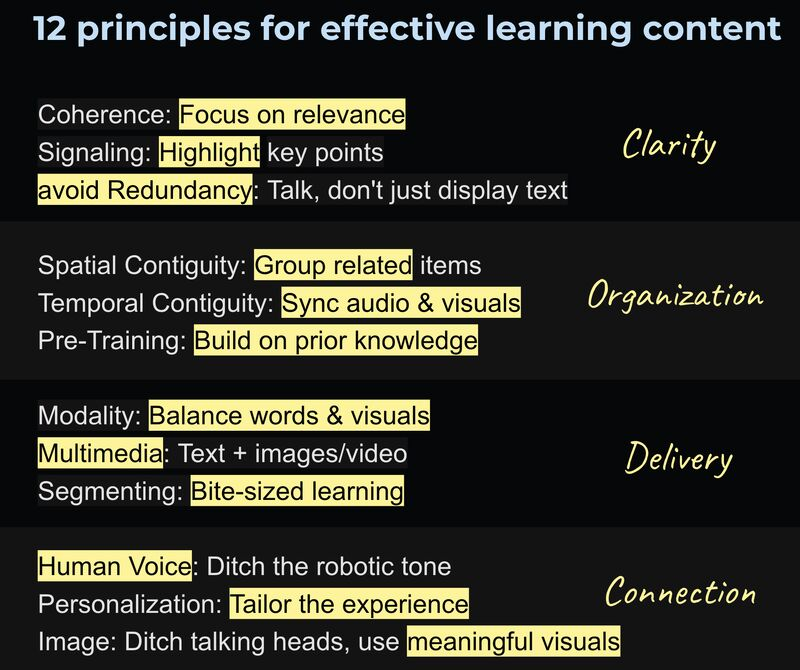 12 principles for effective learning content
Coherence: Focus on relevance
Signaling: Highlight key points
avoid Redundancy: Talk, don't just display text
Clarity
Spatial Contiguity: Group related items
Temporal Contiguity: Sync audio & visuals
Pre-Training: Build on prior knowledge
Organization
Modality: Balance words & visuals
Multimedia: Text + images/video
Segmenting: Bite-sized learning
Delivery
Human Voice: Ditch the robotic tone
Personalization: Tailor the experience
Image: Ditch talking heads, use meaningful visuals
Connection